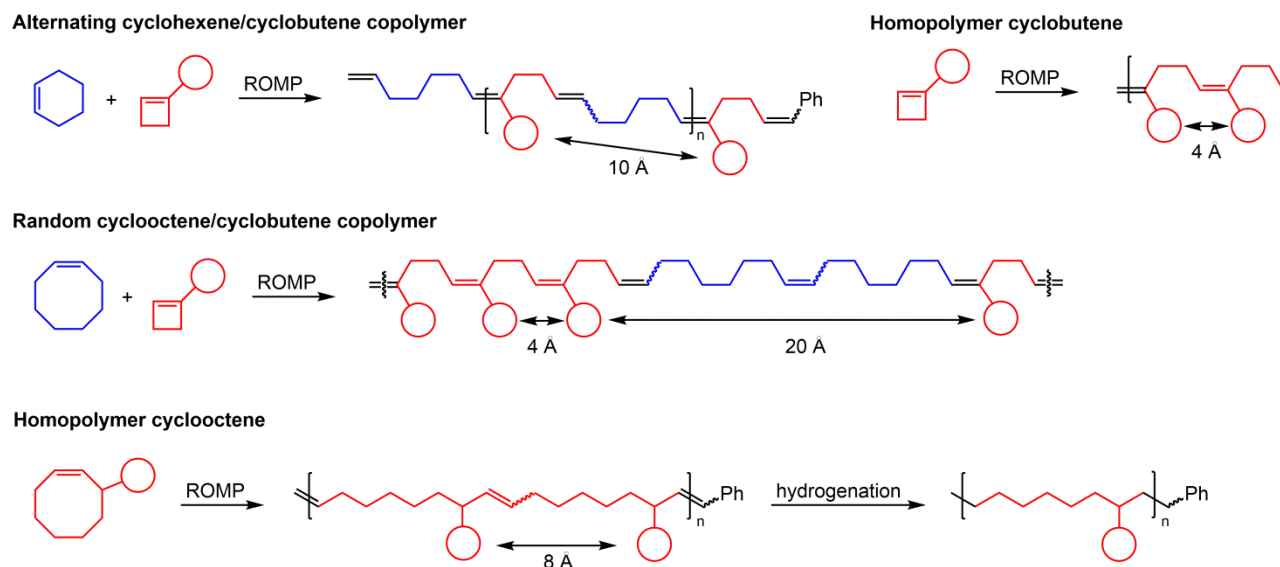 Alternating cyclohexene/cyclobutene copolymer
Homopolymer cyclobutene
+
ROMP
n
Ph
10 Å
ROMP
4 Å
Random cyclooctene/cyclobutene copolymer
+
ROMP
4 Å
20 Å
Homopolymer cyclooctene
ROMP
n
Ph
8 Å
hydrogenation
n
Ph